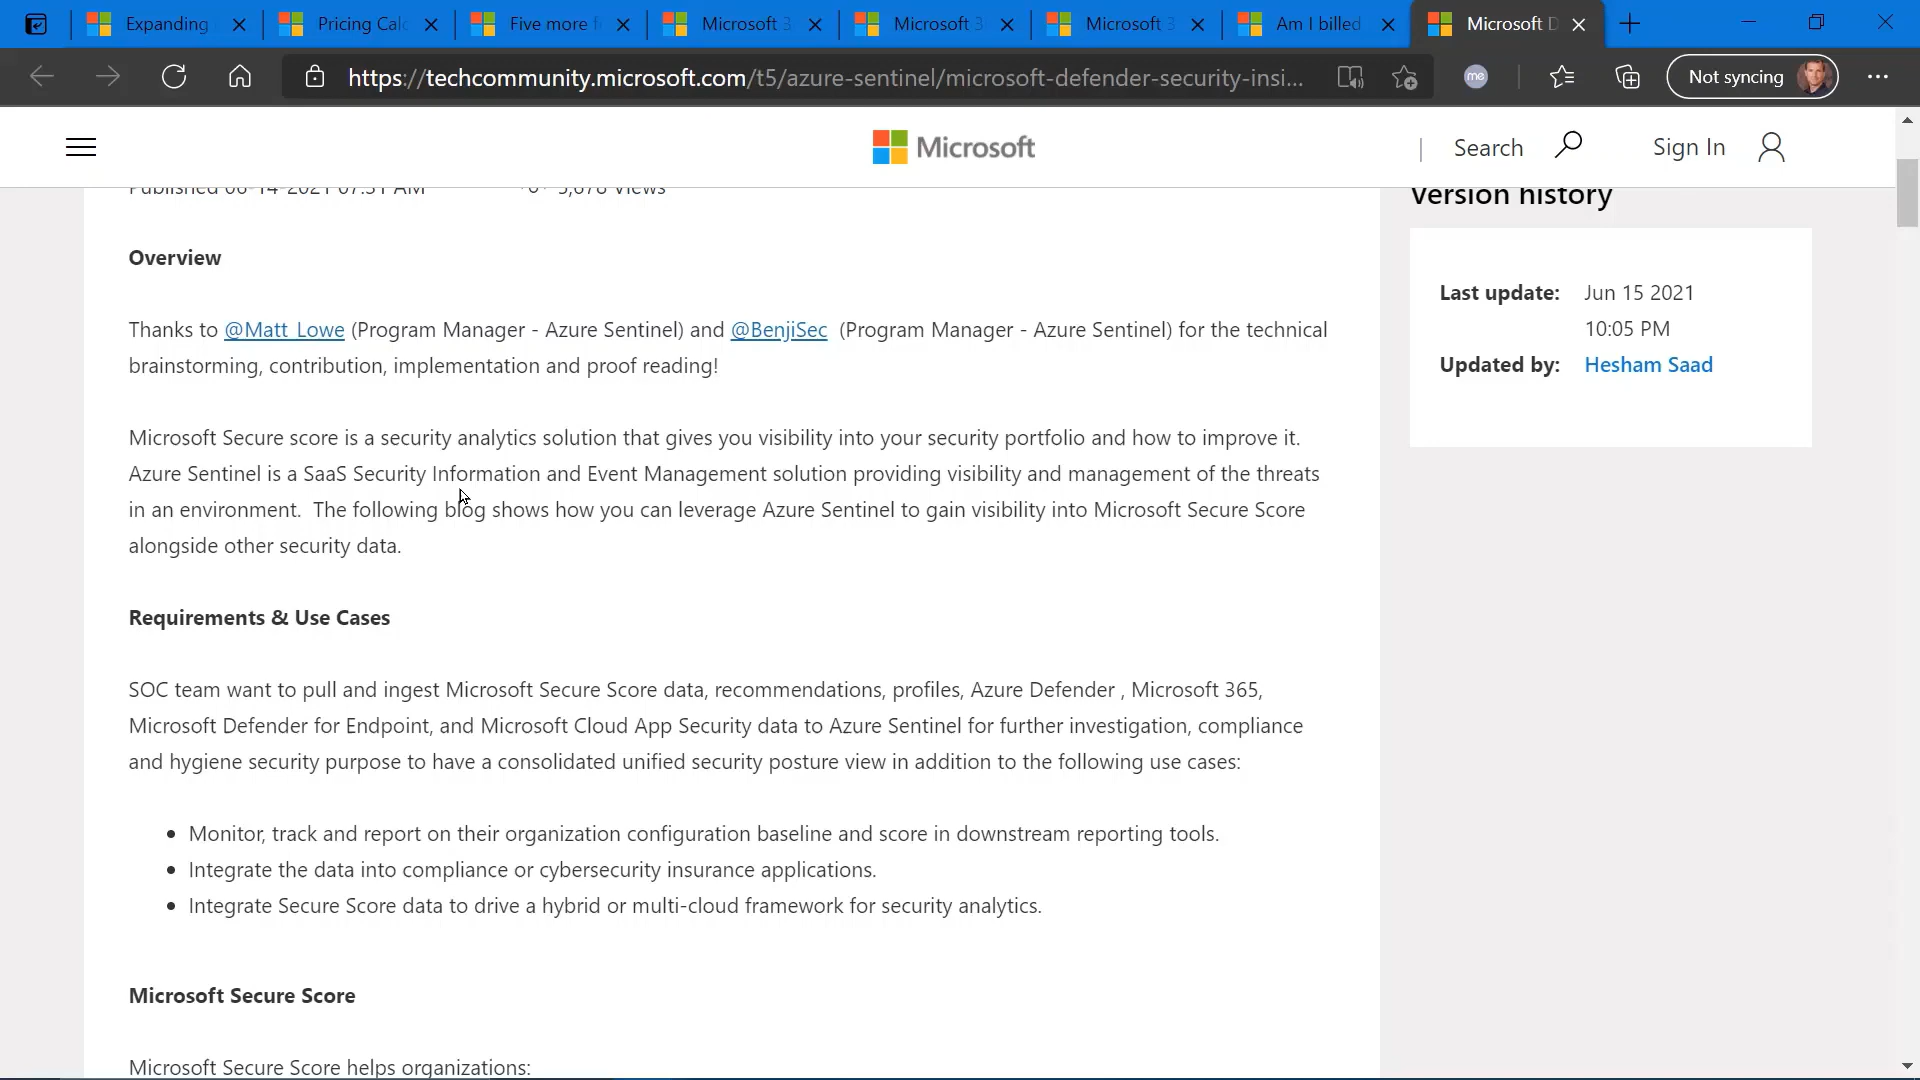 Expanding
Pricing Calc
Five more f
Microsoft 3
Microsoft 3
Microsoft 3
Am I billed
Microsoft D
https://techcommunity.microsoft.com/t5/azure-sentinel/microsoft-defender-security-insi...
me
Not syncing
Microsoft
Search
Sign In
Published 06-14-2021 07:31 AM
Views
Version history
Overview
Last update: Jun 15 2021
10:05 PM
Updated by: Hesham Saad
Thanks to @Matt_Lowe (Program Manager - Azure Sentinel) and @BenjiSec (Program Manager - Azure Sentinel) for the technical
brainstorming, contribution, implementation and proof reading!
Microsoft Secure score is a security analytics solution that gives you visibility into your security portfolio and how to improve it.
Azure Sentinel is a SaaS Security Information and Event Management solution providing visibility and management of the threats
in an environment. The following blog shows how you can leverage Azure Sentinel to gain visibility into Microsoft Secure Score
alongside other security data.
Requirements & Use Cases
SOC team want to pull and ingest Microsoft Secure Score data, recommendations, profiles, Azure Defender , Microsoft 365,
Microsoft Defender for Endpoint, and Microsoft Cloud App Security data to Azure Sentinel for further investigation, compliance
and hygiene security purpose to have a consolidated unified security posture view in addition to the following use cases:
• Monitor, track and report on their organization configuration baseline and score in downstream reporting tools.
• Integrate the data into compliance or cybersecurity insurance applications.
• Integrate Secure Score data to drive a hybrid or multi-cloud framework for security analytics.
Microsoft Secure Score
Microsoft Secure Score helps organizations: